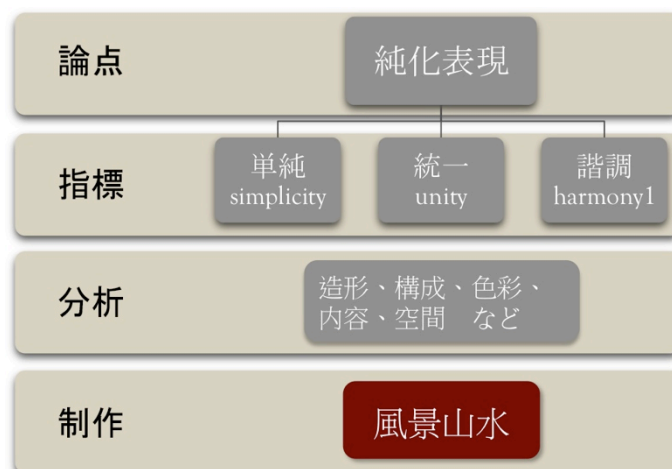 論点
純化表現
指標
単純
simplicity
統一
unity
諧調
harmony1
分析
造形、構成、色彩、
内容、空間　など
制作
風景山水